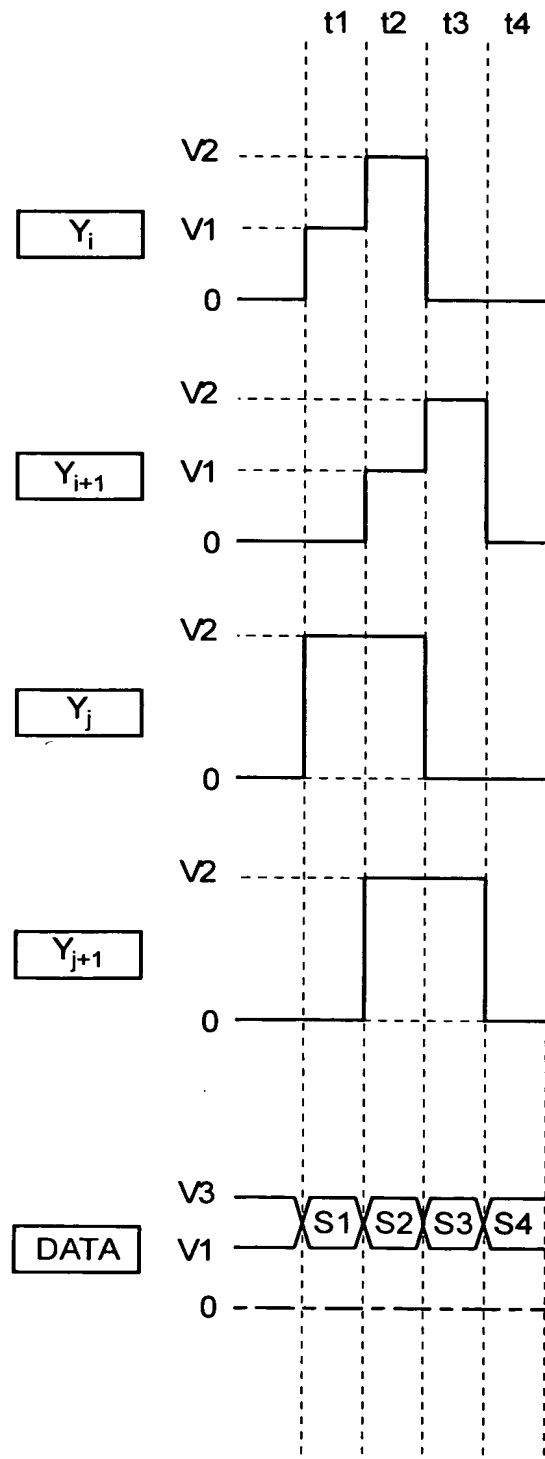 t1 t2 t3 t4
V2
Yi V1
0
V2
Yi+1 V1
0
V2
Yj
0
V2
Yj+1
0
V3
S1 S2 S3 S4
DATA
V1
0